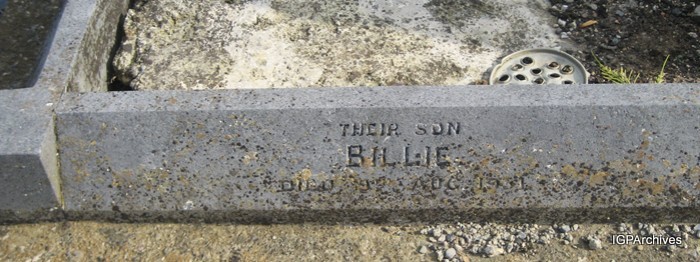 THEIR SON
BILLIE
DIED AUG.
IGPArchives